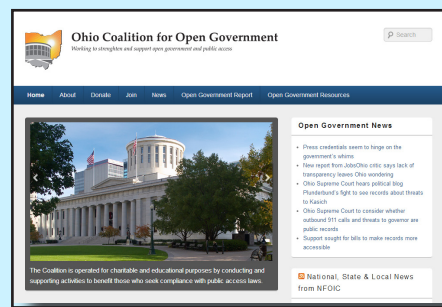 Ohio Coalition for Open Government
Working to strengthen and support open government and public access
Search
Home About Donate Join News Open Government Report Open Government Resources
The Coalition is operated for charitable and educational purposes by conducting and
supporting activities to benefit those who seek compliance with public access laws.
Open Government News
Press credentials seem to hinge on the
government's whims
New report from JobsOhio critic says lack of
transparency leaves Ohio wondering
Ohio Supreme Court hears political blog
Plunderbund's fight to see records about threats
to Kasich
Ohio Supreme Court to consider whether
outbound 911 calls and threats to governor are
public records
Support sought for bills to make records more
accessible
National, State & Local News
from NFOIC